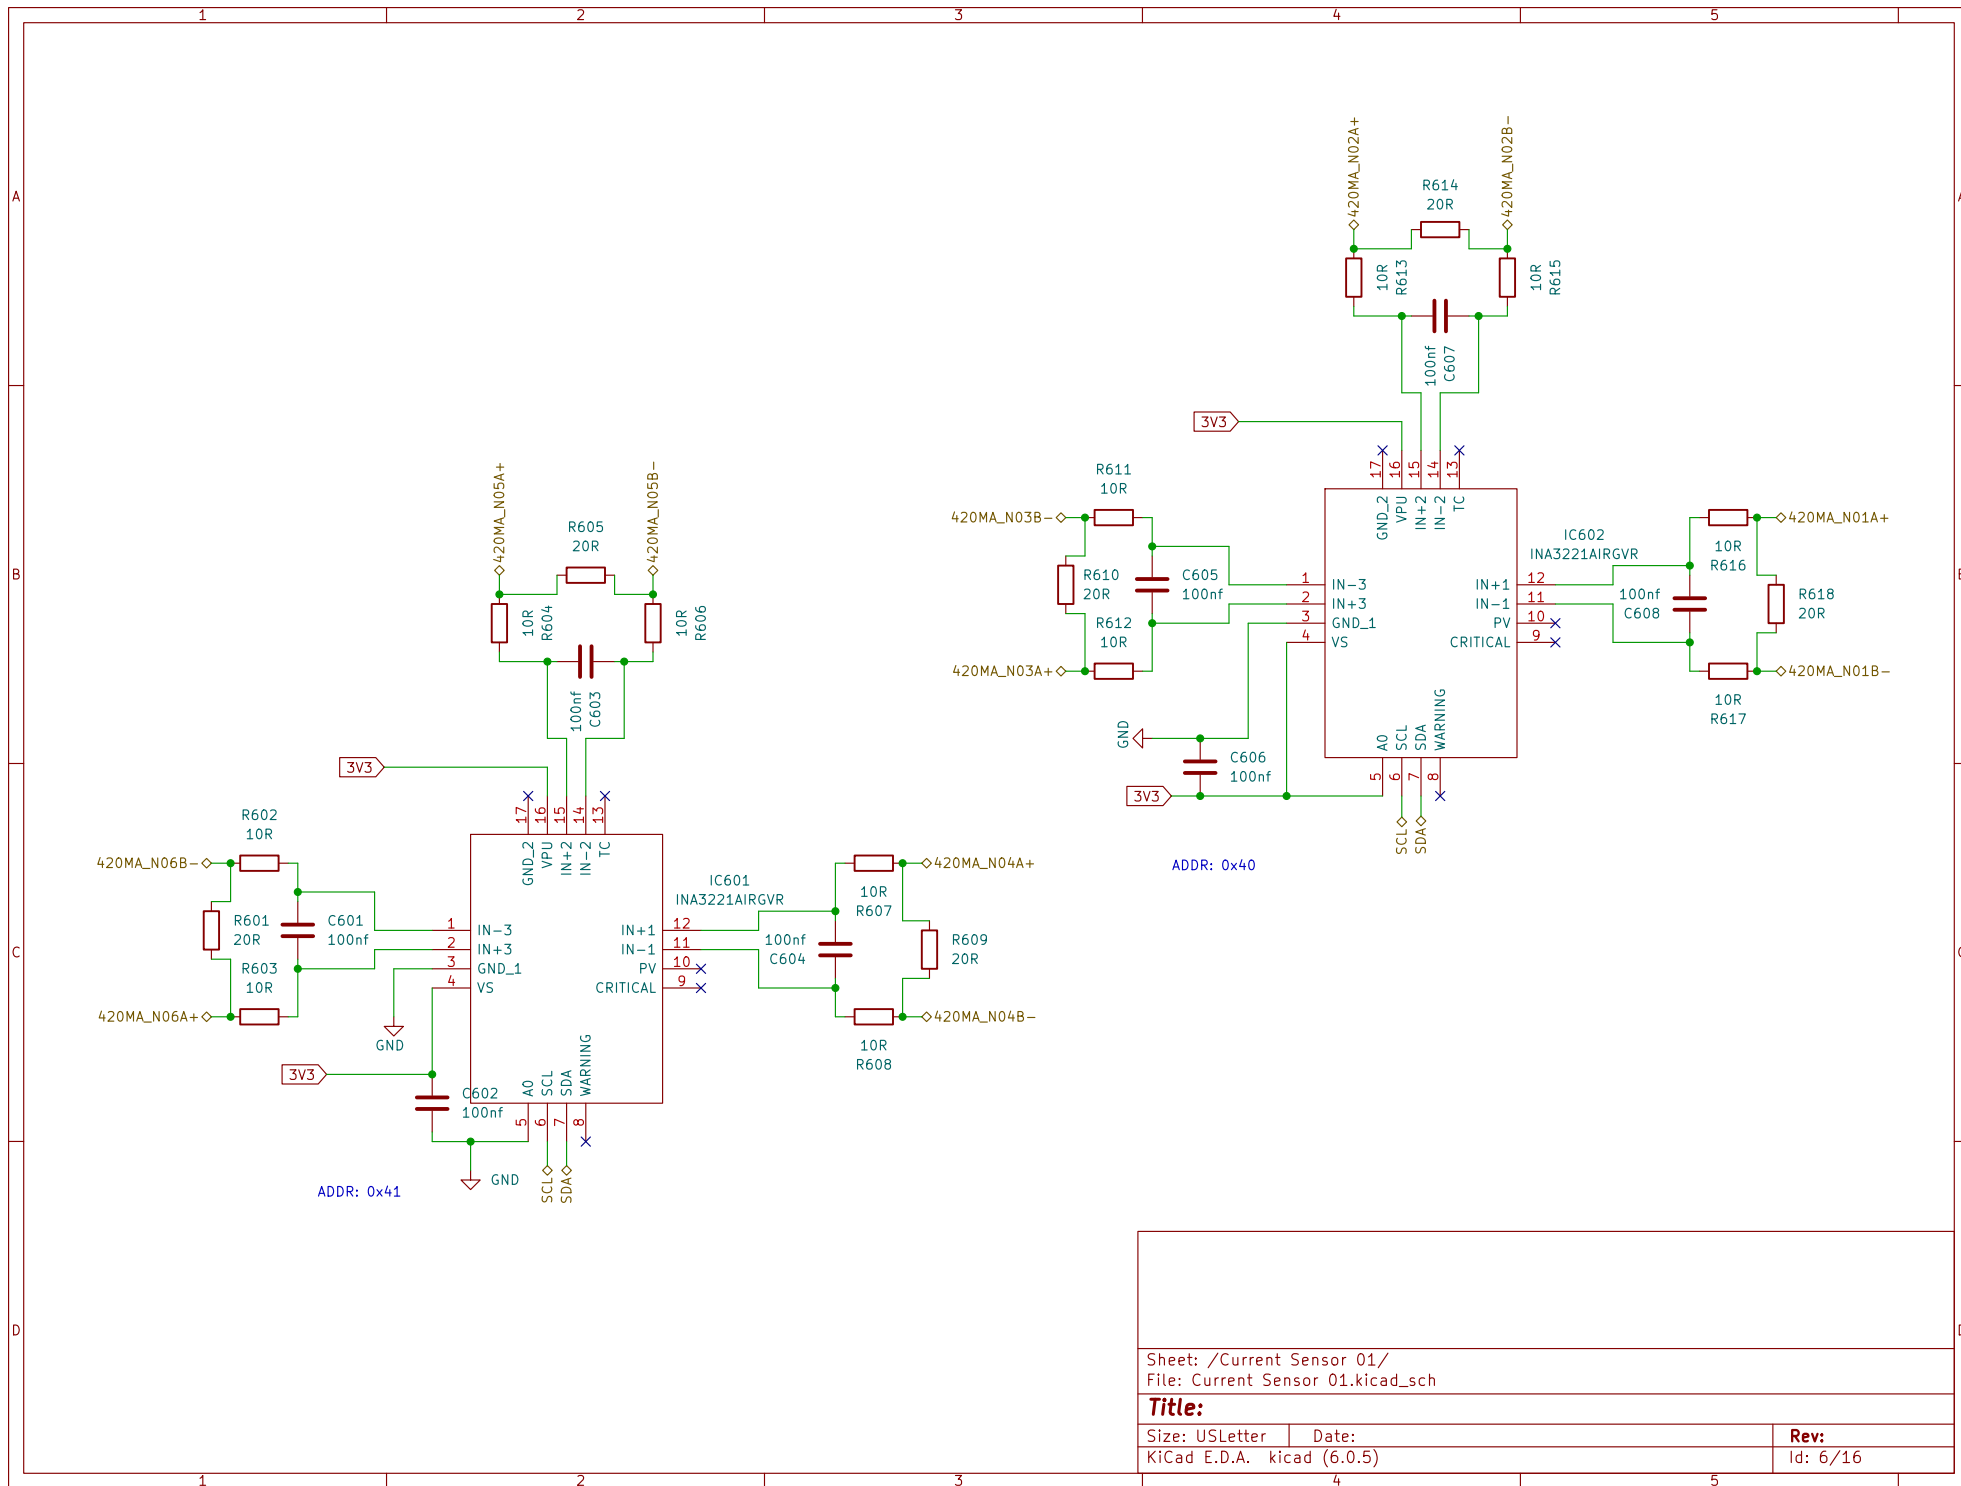 1 2 3 4 5
A
B
C
D
420MA_N02A+
420MA_N02B-
R614
20R
10R
R613
10R
R615
100nf
C607
3V3
17 16 15 14 13
GND_2
VPU
IN+2
IN-2
TC
R611
10R
420MA_N03B-
R610
20R
C605
100nf
R612
10R
420MA_N03A+
1 IN-3
2 IN+3
3 GND_1
4 VS
IC602
INA3221AIRGVR
IN+1 12
IN-1 11
PV 10
CRITICAL 9
420MA_N01A+
10R
R616
100nf
C608
R618
20R
420MA_N01B-
10R
R617
GND
C606
100nf
3V3
A0
SCL
SDA
WARNING
5 6 7 8
SCL
SDA
ADDR: 0x40
420MA_N05A+
420MA_N05B-
R605
20R
10R
R604
10R
R606
100nf
C603
3V3
17 16 15 14 13
GND_2
VPU
IN+2
IN-2
TC
R602
10R
420MA_N06B-
R601
20R
C601
100nf
R603
10R
420MA_N06A+
1 IN-3
2 IN+3
3 GND_1
4 VS
IC601
INA3221AIRGVR
IN+1 12
IN-1 11
PV 10
CRITICAL 9
420MA_N04A+
10R
R607
100nf
C604
R609
20R
420MA_N04B-
10R
R608
GND
3V3
C602
100nf
A0
SCL
SDA
WARNING
5 6 7 8
GND
SCL
SDA
ADDR: 0x41
Sheet: /Current Sensor 01/
File: Current Sensor 01.kicad_sch
Title:
Size: USLetter Date: Rev:
KiCad E.D.A. kicad (6.0.5) Id: 6/16
1 2 3 4 5